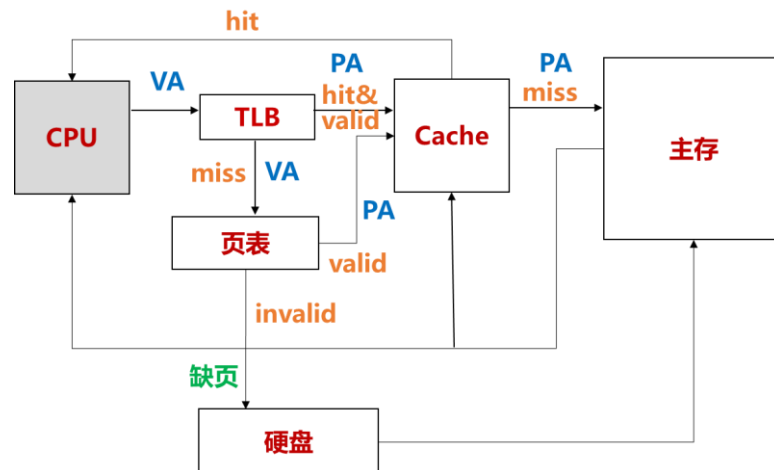 hit
VA
PA
PA
hit&
valid
miss
CPU
TLB
Cache
主存
miss
VA
PA
页表
valid
invalid
缺页
硬盘